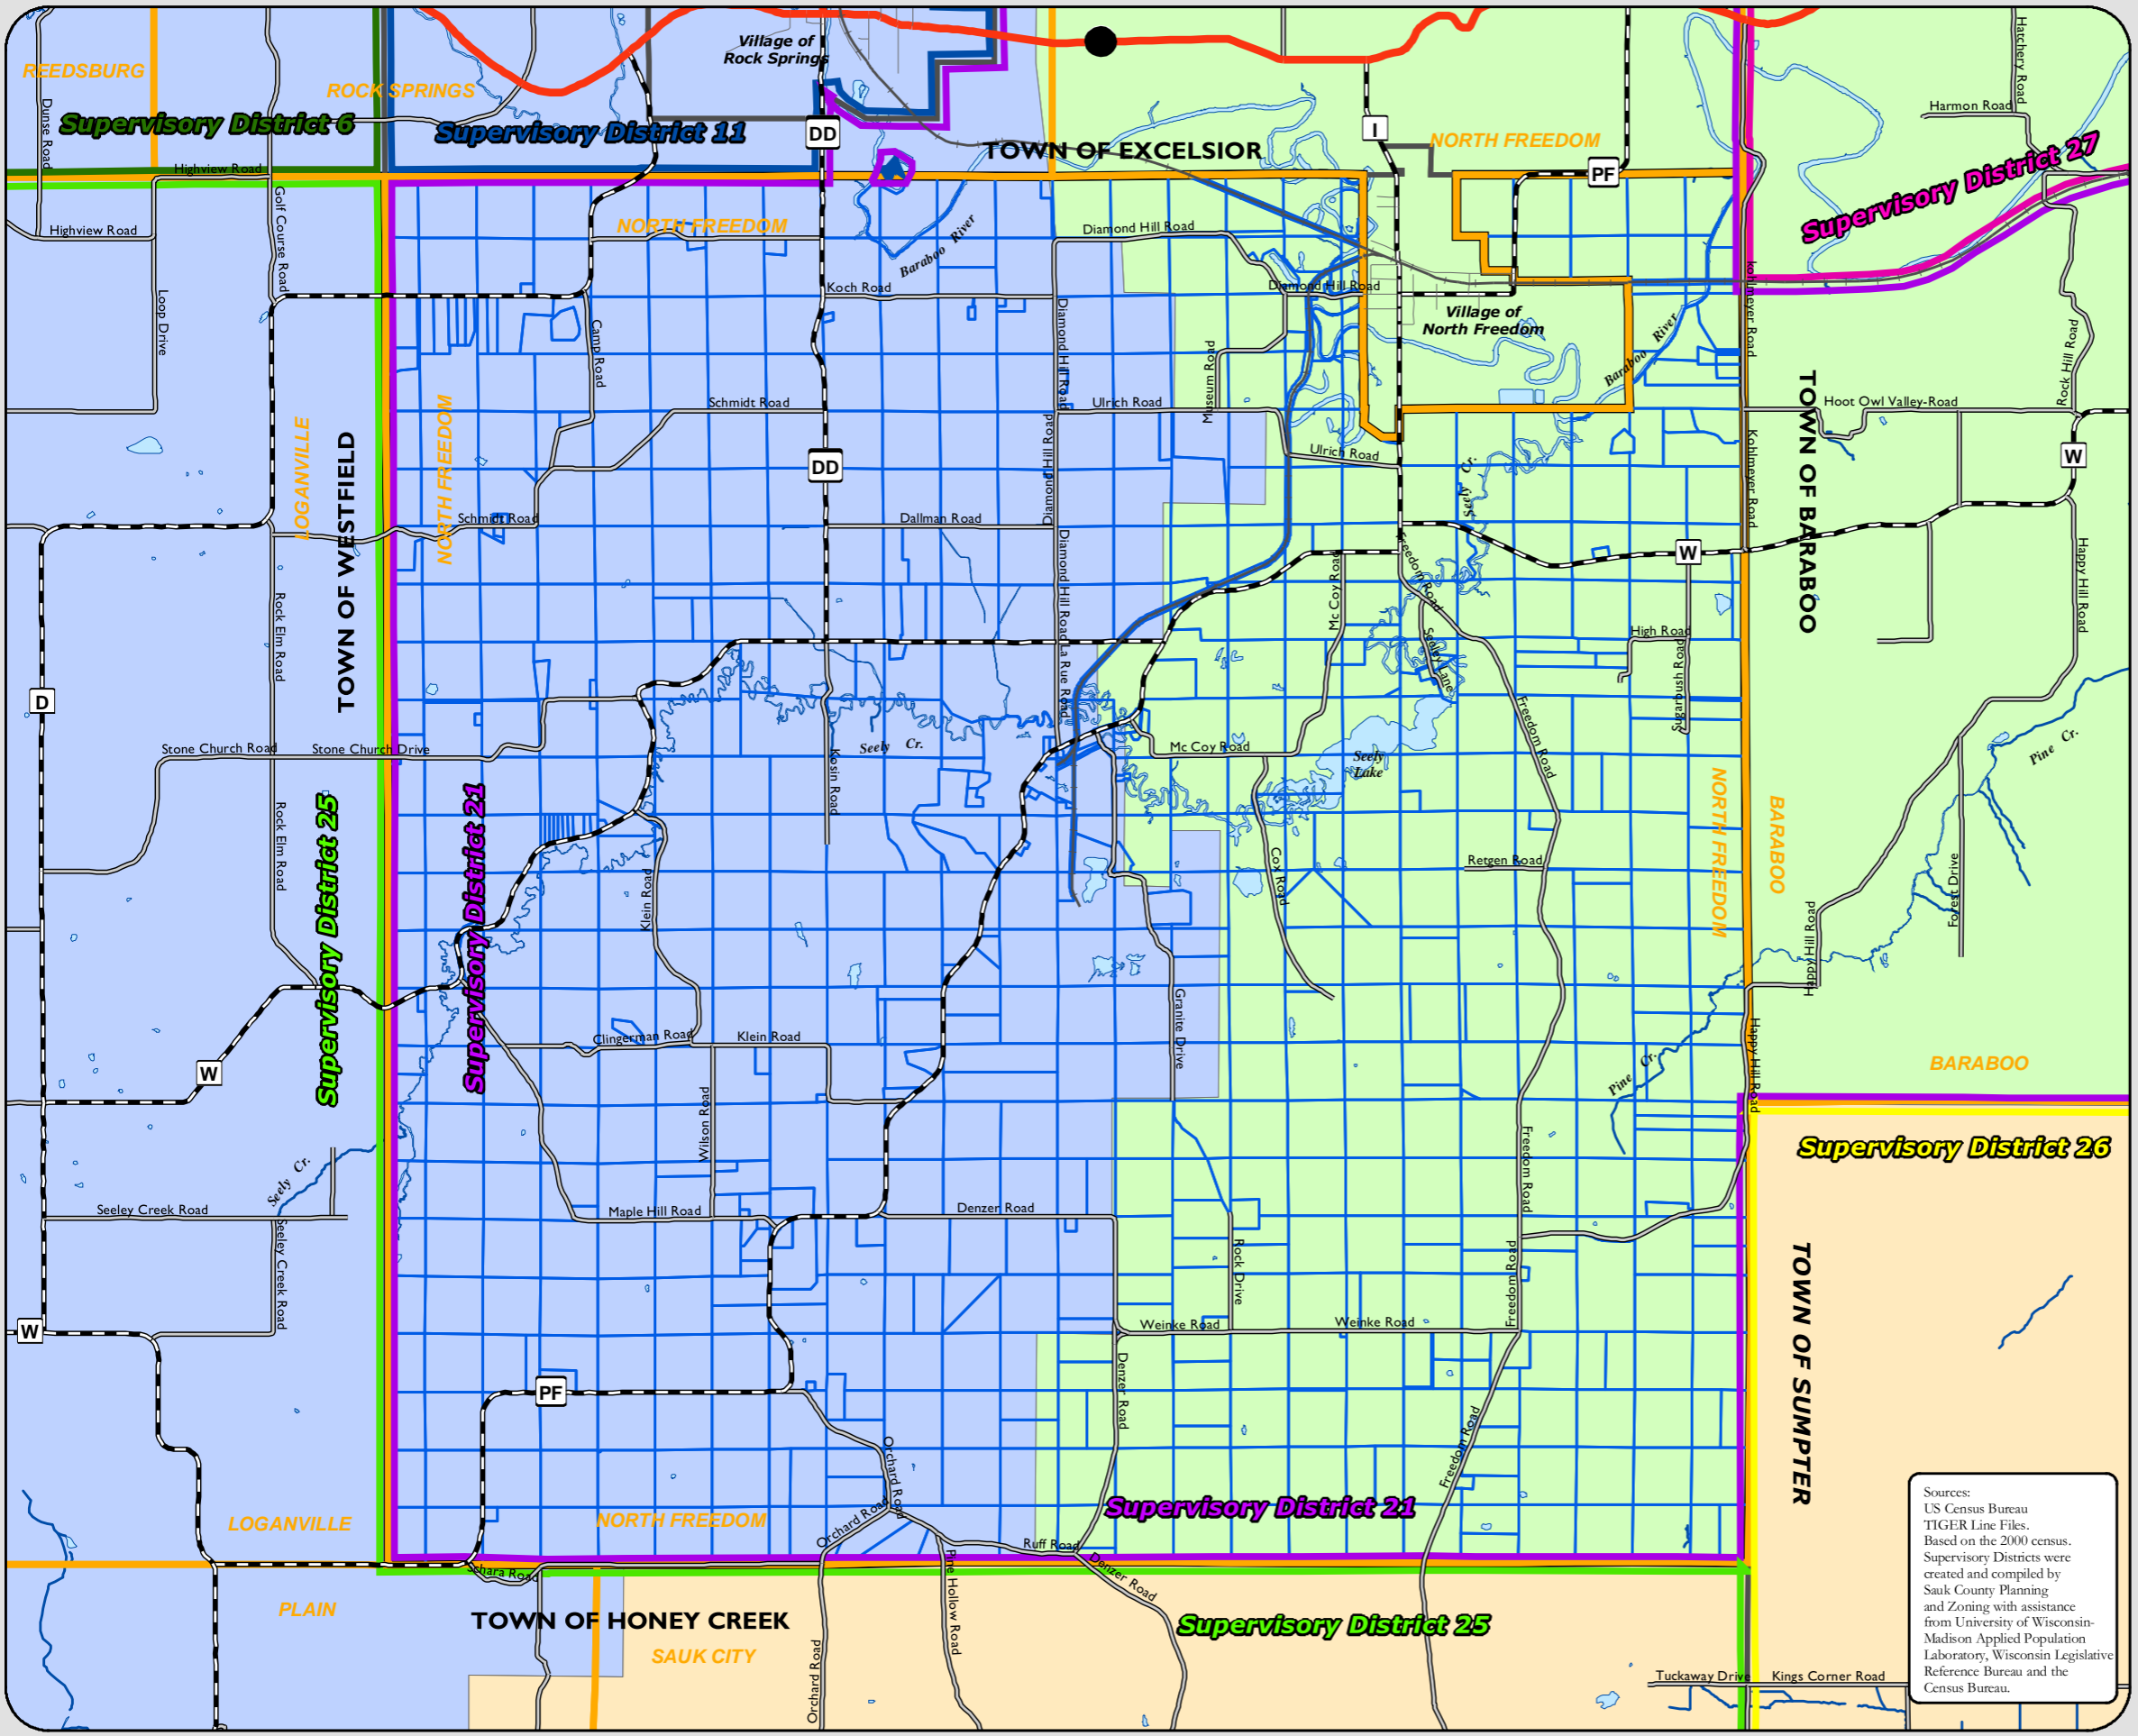 REEDSBURG
ROCK SPRINGS
Village of
Rock Springs
Hatchery Road
Harmon Road
Dunse Road
Supervisory District 6
Supervisory District 11
DD
I
TOWN OF EXCELSIOR
NORTH FREEDOM
PF
Supervisory District 27
Highview Road
Golf Course Road
Highview Road
NORTH FREEDOM
Baraboo River
Diamond Hill Road
Koch Road
Diamond Hill Road
Village of
North Freedom
Kohlmeyer Road
Loop Drive
Camp Road
Diamond Hill Road
Museum Road
Baraboo River
Rock Hill Road
Schmidt Road
Ulrich Road
Hoot Owl Valley-Road
LOGANVILLE
TOWN OF WESTFIELD
NORTH FREEDOM
DD
Diamond Hill Road
Ulrich Road
Seely Cr.
Kohlmeyer Road
TOWN OF BARABOO
W
Schmidt Road
Dallman Road
W
Rock Elm Road
Diamond Hill Road
Mc Coy Road
Freedom Road
Happy Hill Road
High Road
Seeley Lane
Sugarbush Road
La Rue Road
D
Stone Church Road
Stone Church Drive
Kosin Road
Seely Cr.
Mc Coy Road
Seely
Lake
Freedom Road
Pine Cr.
Supervisory District 25
Supervisory District 21
Rock Elm Road
Klein Road
Cox Road
Retgen Road
NORTH FREEDOM
BARABOO
Forest Drive
Happy Hill Road
Granite Drive
W
Clingerman Road
Klein Road
Pine Cr.
Happy Hill Road
BARABOO
Wilson Road
Supervisory District 26
Seely Cr.
Seeley Creek Road
Seeley Creek Road
Maple Hill Road
Denzer Road
Rock Drive
Freedom Road
Freedom Road
TOWN OF SUMPTER
W
Weinke Road
Weinke Road
PF
Denzer Road
Orchard Road
Freedom Road
LOGANVILLE
NORTH FREEDOM
Orchard Road
Supervisory District 21
Ruff Road
Schara Road
Pine Hollow Road
Denzer Road
PLAIN
TOWN OF HONEY CREEK
SAUK CITY
Supervisory District 25
Orchard Road
Tuckaway Drive
Kings Corner Road
Sources:
US Census Bureau
TIGER Line Files.
Based on the 2000 census.
Supervisory Districts were
created and compiled by
Sauk County Planning
and Zoning with assistance
from University of Wisconsin-
Madison Applied Population
Laboratory, Wisconsin Legislative
Reference Bureau and the
Census Bureau.